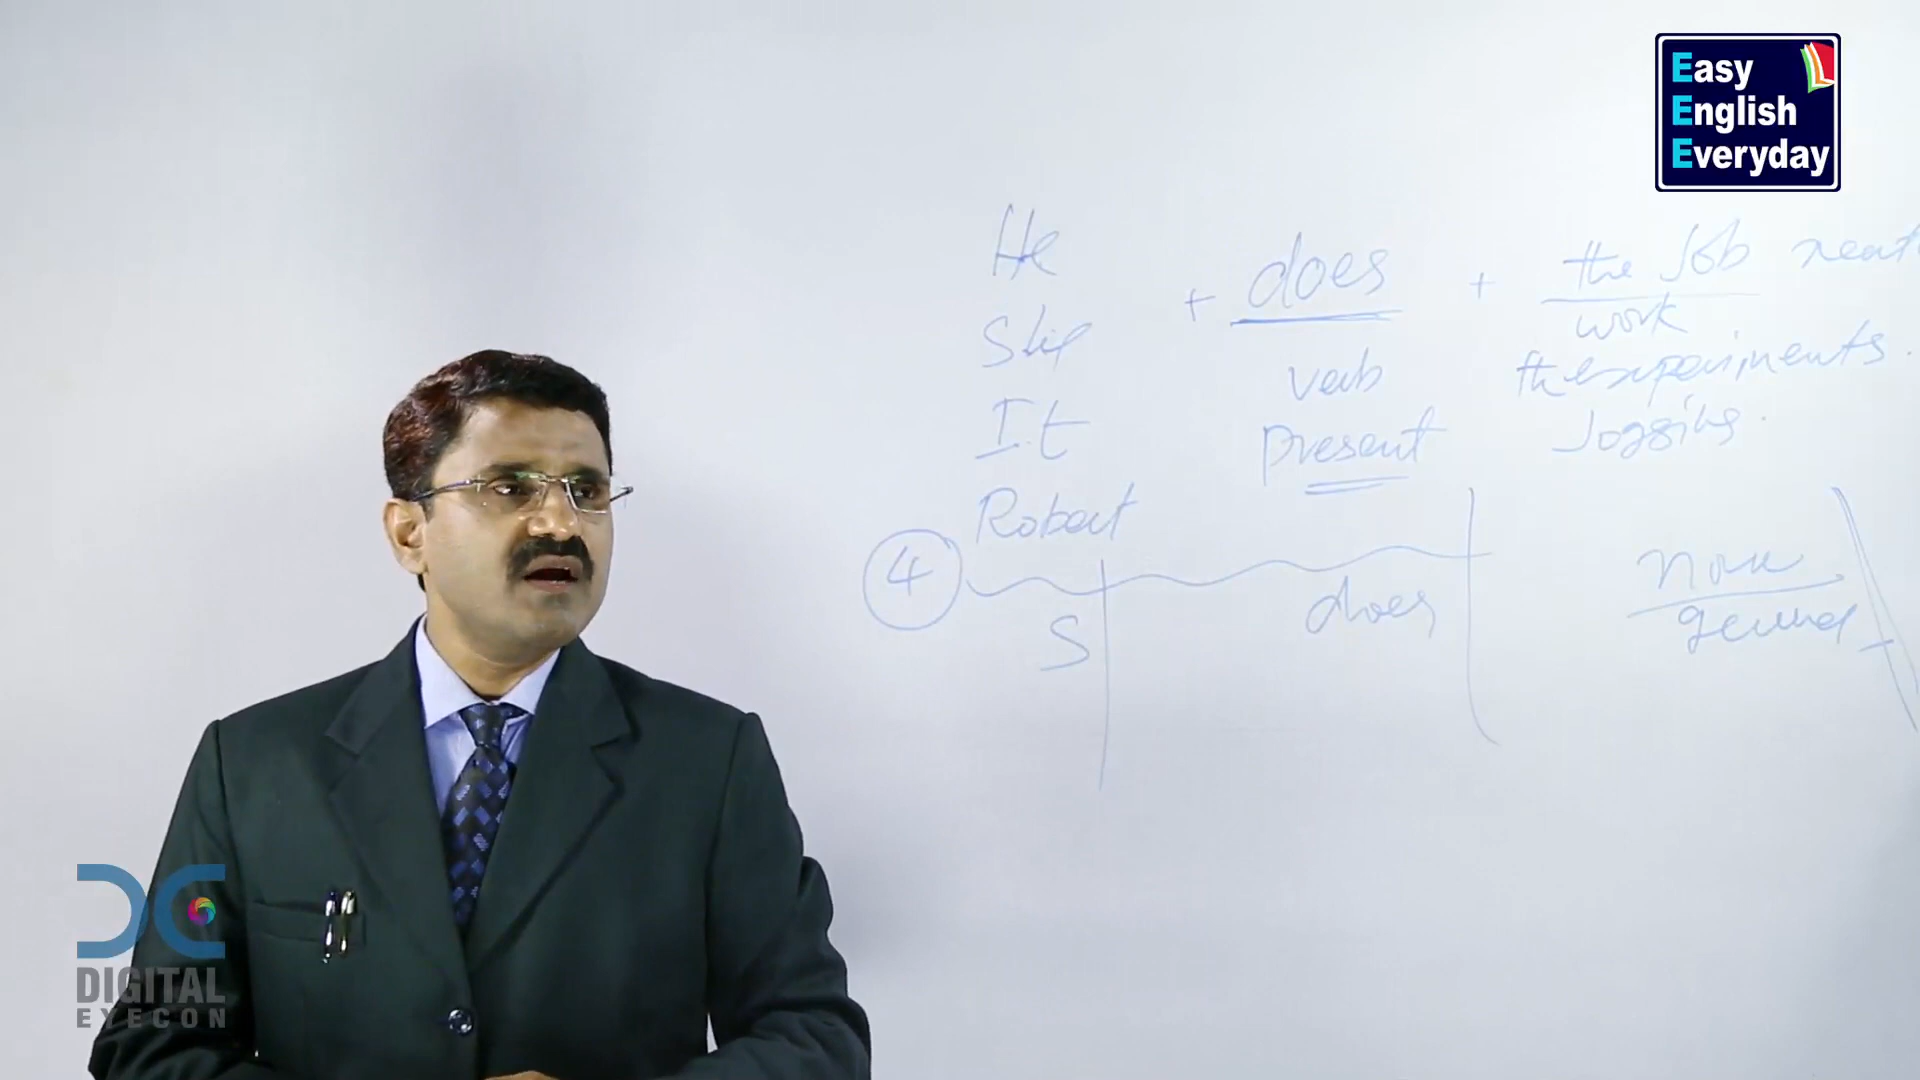 Easy
English
Everyday
He + does + the Job neat
work
She verb the experiments.
It present Jogging.
Robert
4
S does Noun
gerund
DIGITAL
EYECON